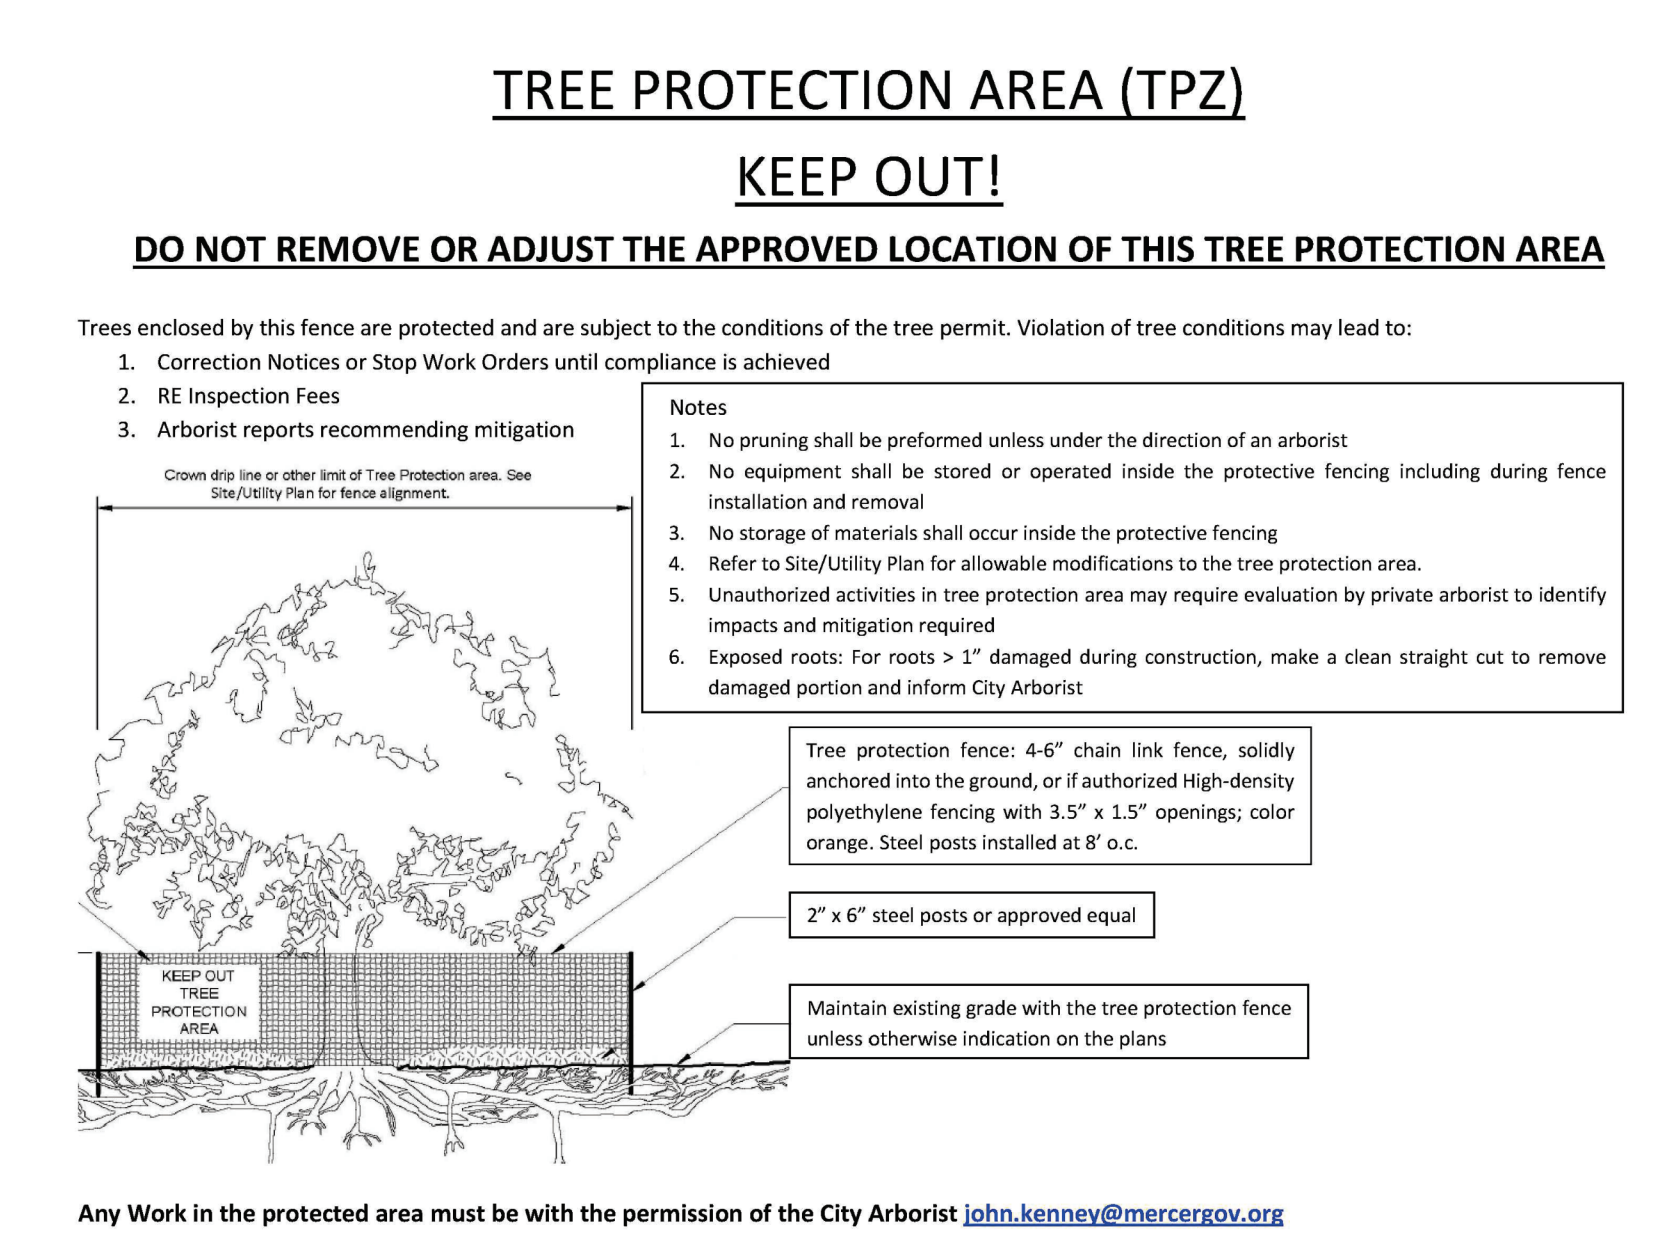 TREE PROTECTION AREA (TPZ)
KEEP OUT!
DO NOT REMOVE OR ADJUST THE APPROVED LOCATION OF THIS TREE PROTECTION AREA
Trees enclosed by this fence are protected and are subject to the conditions of the tree permit. Violation of tree conditions may lead to:
1. Correction Notices or Stop Work Orders until compliance is achieved
2. RE Inspection Fees
3. Arborist reports recommending mitigation
Crown drip line or other limit of Tree Protection area. See
Site/Utility Plan for fence alignment.
Notes
1. No pruning shall be preformed unless under the direction of an arborist
2. No equipment shall be stored or operated inside the protective fencing including during fence
installation and removal
3. No storage of materials shall occur inside the protective fencing
4. Refer to Site/Utility Plan for allowable modifications to the tree protection area.
5. Unauthorized activities in tree protection area may require evaluation by private arborist to identify
impacts and mitigation required
6. Exposed roots: For roots > 1” damaged during construction, make a clean straight cut to remove
damaged portion and inform City Arborist
Tree protection fence: 4-6” chain link fence, solidly
anchored into the ground, or if authorized High-density
polyethylene fencing with 3.5” x 1.5” openings; color
orange. Steel posts installed at 8’ o.c.
2” x 6” steel posts or approved equal
KEEP OUT
TREE
PROTECTION
AREA
Maintain existing grade with the tree protection fence
unless otherwise indication on the plans
Any Work in the protected area must be with the permission of the City Arborist john.kenney@mercergov.org